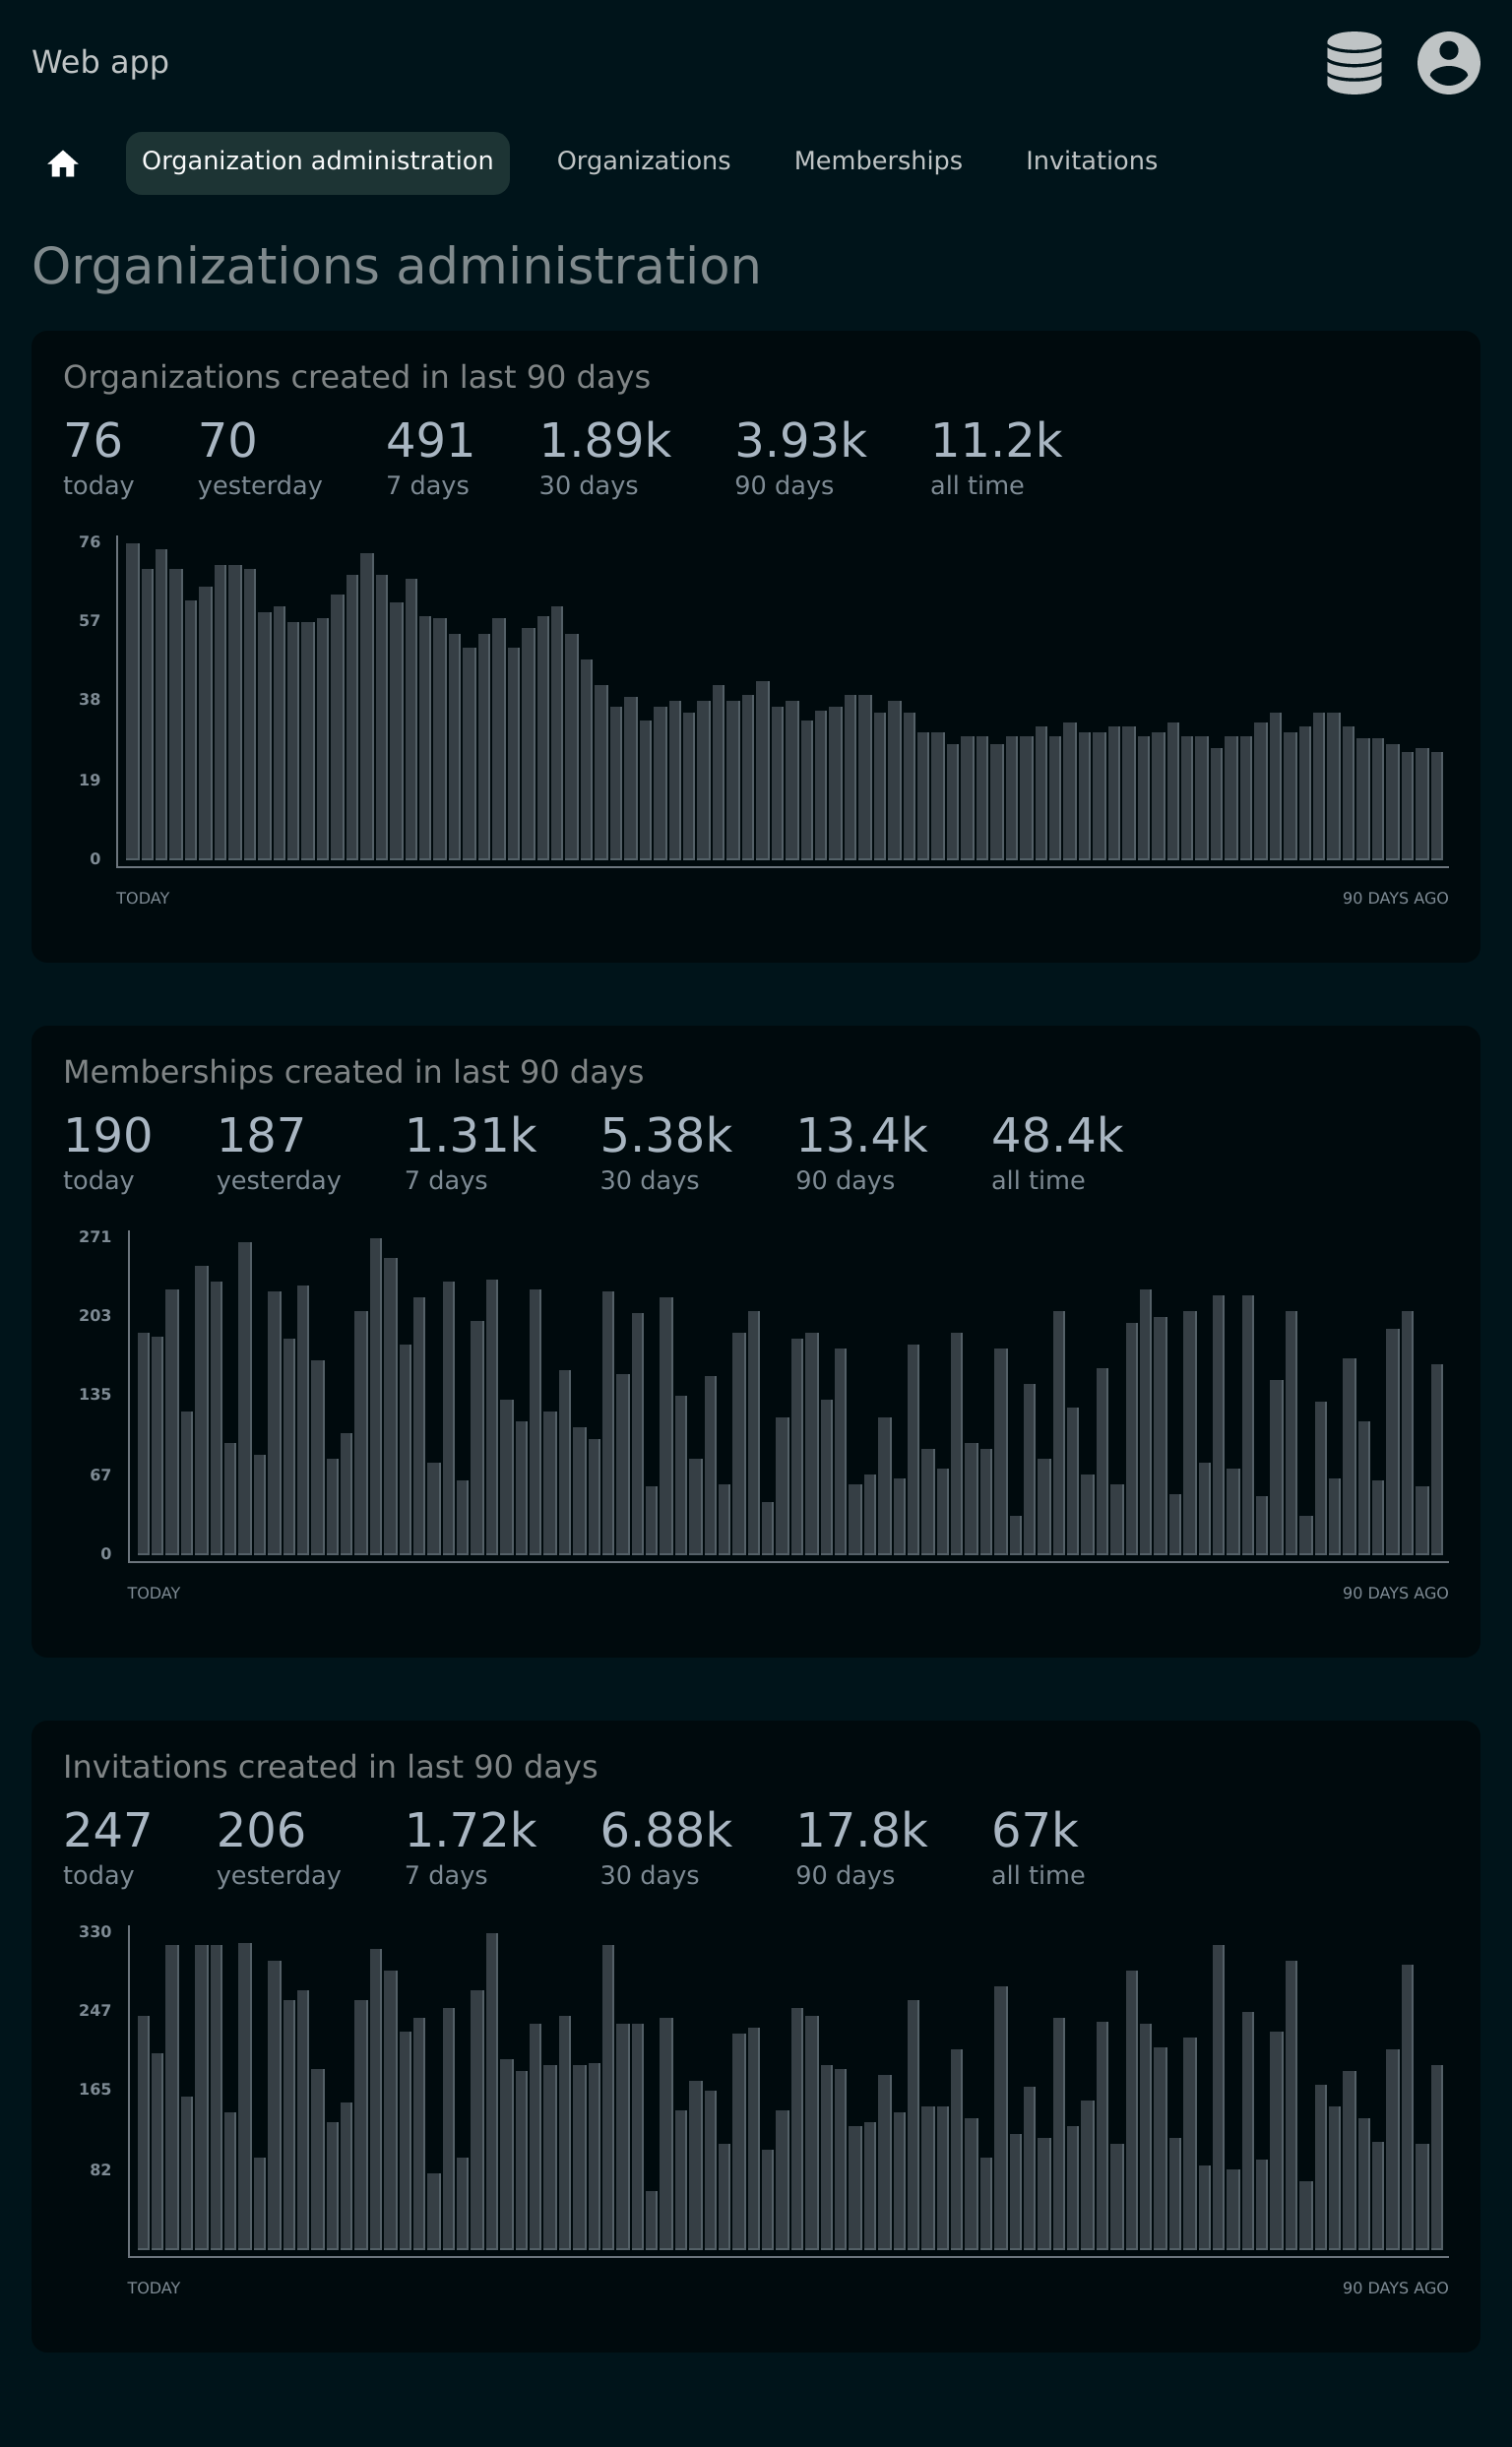 Web app
Organization administration Organizations Memberships Invitations
Organizations administration
Organizations created in last 90 days
76 70 491 1.89k 3.93k 11.2k
today yesterday 7 days 30 days 90 days all time
76
57
38
19
0
TODAY 90 DAYS AGO
Memberships created in last 90 days
190 187 1.31k 5.38k 13.4k 48.4k
today yesterday 7 days 30 days 90 days all time
271
203
135
67
0
TODAY 90 DAYS AGO
Invitations created in last 90 days
247 206 1.72k 6.88k 17.8k 67k
today yesterday 7 days 30 days 90 days all time
330
247
165
82
TODAY 90 DAYS AGO